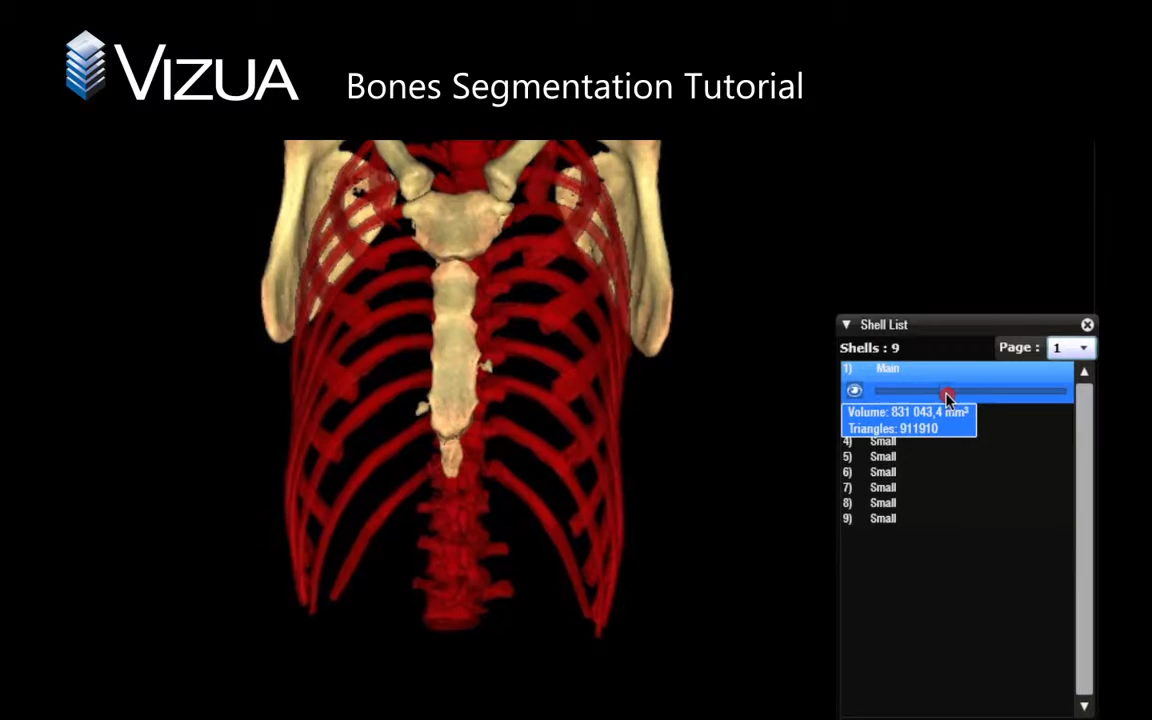 VIZUA
Bones Segmentation Tutorial
Shell List
Shells : 9
Page :
1
1) Main
Volume: 831 043,4 mm³
Triangles: 911910
4) Small
5) Small
6) Small
7) Small
8) Small
9) Small